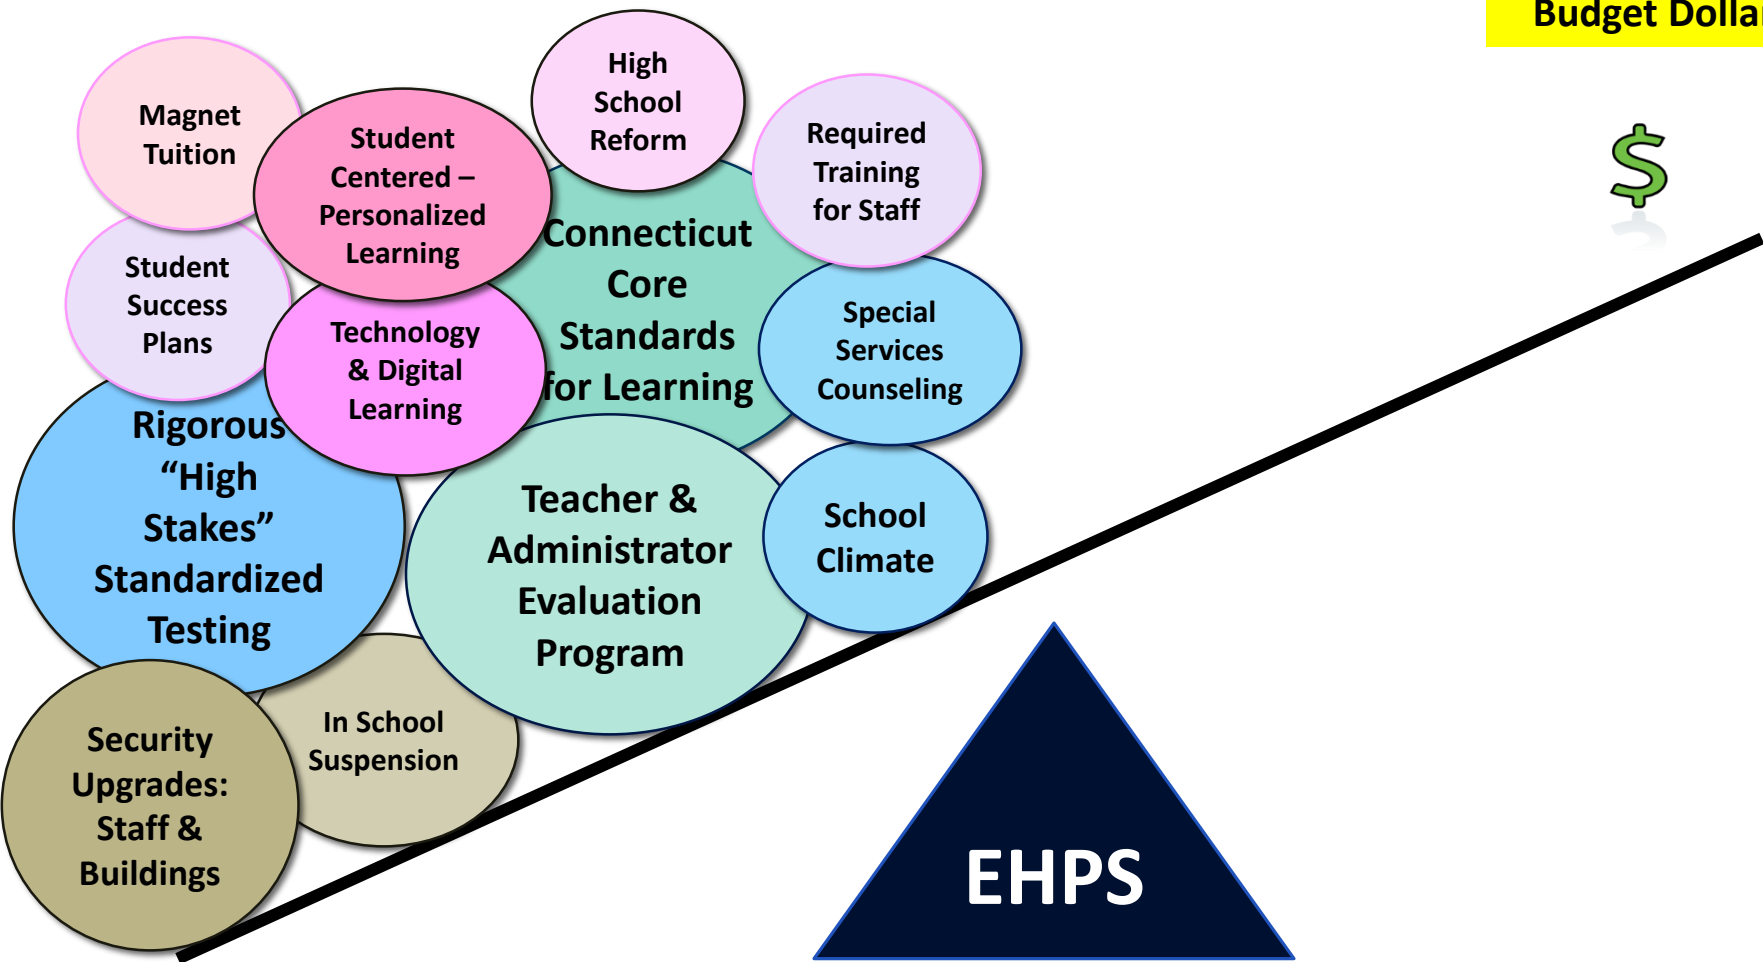 Budget Dollar
$
High
School
Reform
Magnet
Tuition
Student
Centered –
Personalized
Learning
Required
Training
for Staff
Connecticut
Core
Standards
for Learning
Student
Success
Plans
Technology
& Digital
Learning
Special
Services
Counseling
Rigorous
“High
Stakes”
Standardized
Testing
Teacher &
Administrator
Evaluation
Program
School
Climate
In School
Suspension
Security
Upgrades:
Staff &
Buildings
EHPS